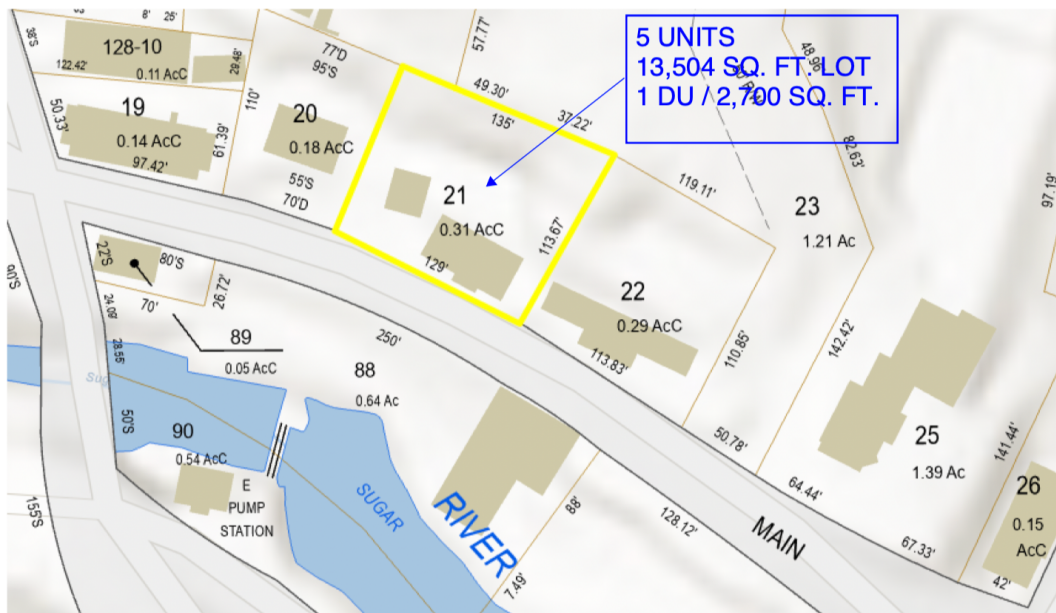 5 UNITS
13,504 SQ. FT. LOT
1 DU / 2,700 SQ. FT.
8'
25'
38'S
128-10
0.11 AcC
122.42'
29.48'
77'D
95'S
57.77'
48.96
49.30'
135'
37.22'
50.33'
19
0.14 AcC
97.42'
61.39'
110'
20
0.18 AcC
55'S
70'D
21
0.31 AcC
129'
113.67'
119.11'
82.63'
23
1.21 Ac
97.19'
22
0.29 AcC
113.83'
110.85'
142.42'
90'S
22'S
80'S
70'
26.72'
24.09'
28.55'
89
0.05 AcC
250'
88
0.64 Ac
Sug
50'S
90
0.54 AcC
E
PUMP
STATION
SUGAR
RIVER
88'
7.49'
128.12'
MAIN
50.78'
64.44'
67.33'
25
1.39 Ac
141.44'
26
0.15
AcC
42'
155'S